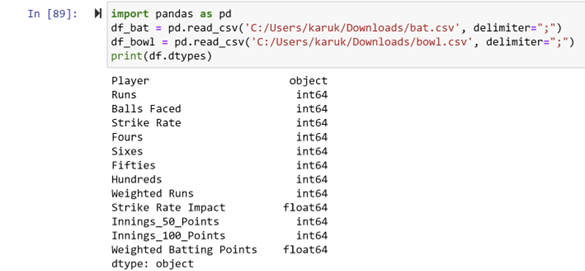 In [89]: import pandas as pd
df_bat = pd.read_csv('C:/Users/karuk/Downloads/bat.csv', delimiter=";")
df_bowl = pd.read_csv('C:/Users/karuk/Downloads/bowl.csv', delimiter=";")
print(df.dtypes)
Player object
Runs int64
Balls Faced int64
Strike Rate int64
Fours int64
Sixes int64
Fifties int64
Hundreds int64
Weighted Runs int64
Strike Rate Impact float64
Innings_50_Points int64
Innings_100_Points int64
Weighted Batting Points float64
dtype: object